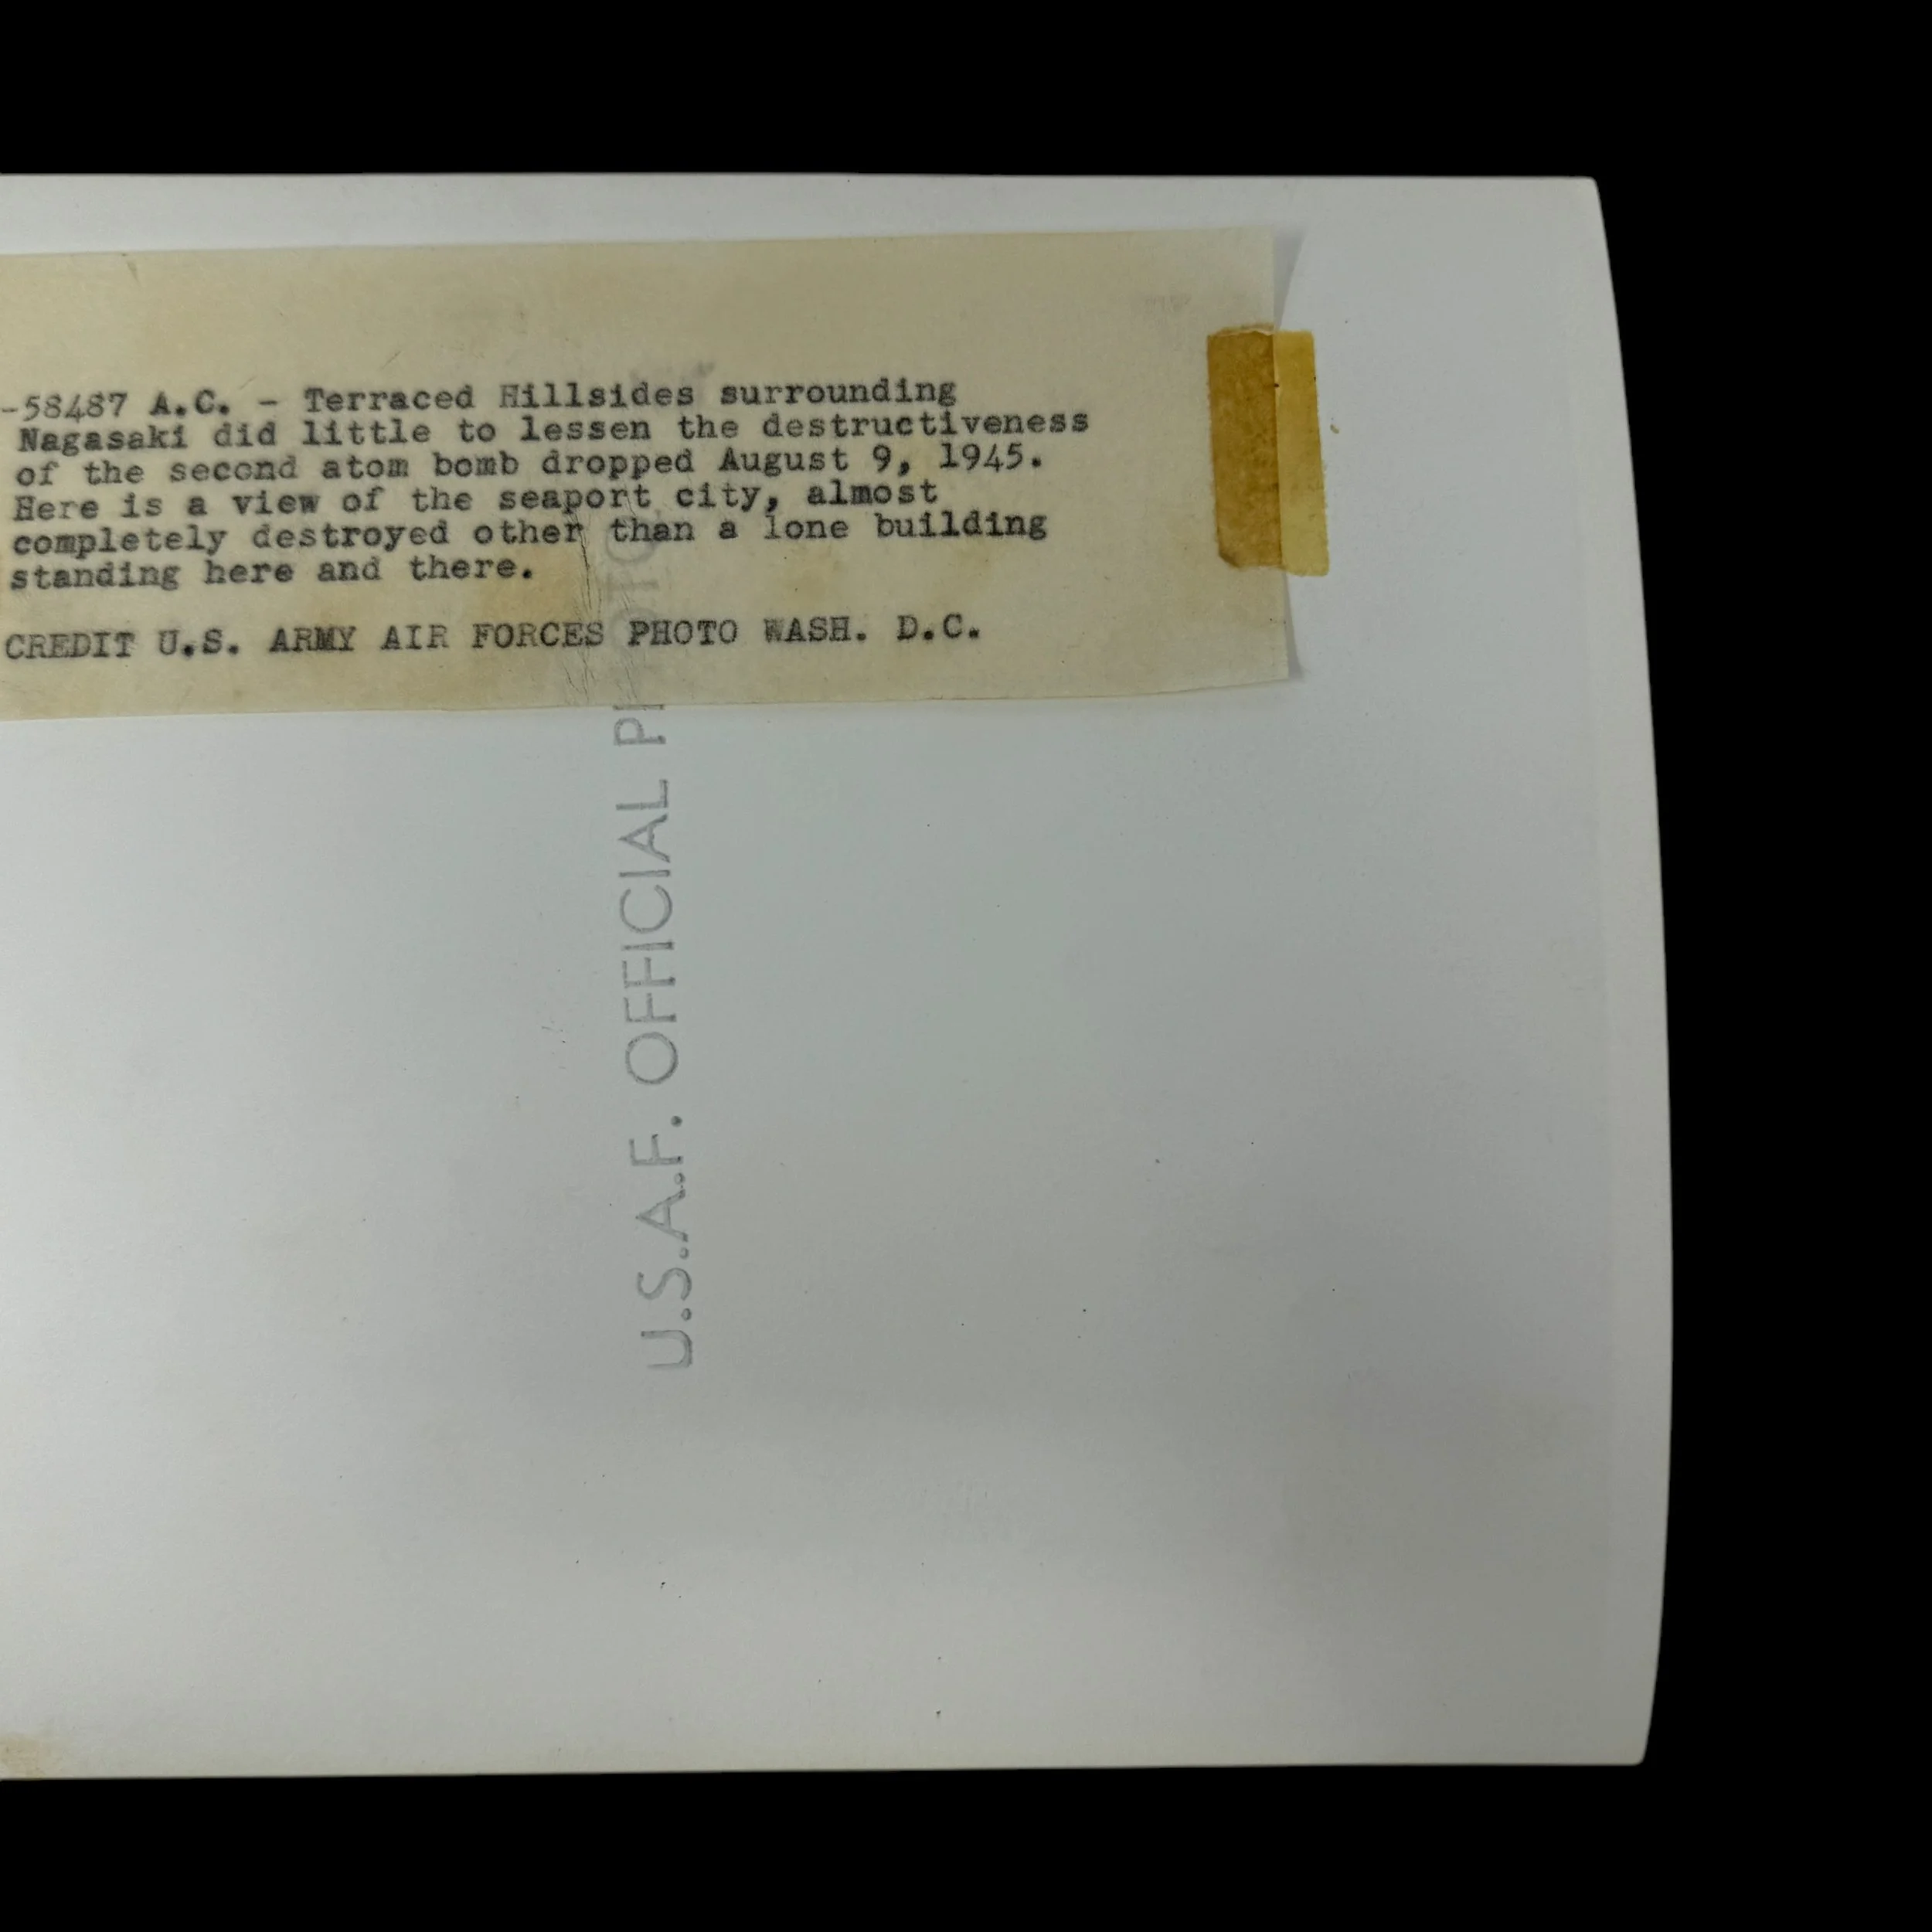 -58487 A.C. - Terraced Hillsides surrounding
Nagasaki did little to lessen the destructiveness
of the second atom bomb dropped August 9, 1945.
Here is a view of the seaport city, almost
completely destroyed other than a lone building
standing here and there.
CREDIT U.S. ARMY AIR FORCES PHOTO WASH. D.C.
U.S.A.F. OFFICIAL PHOTO